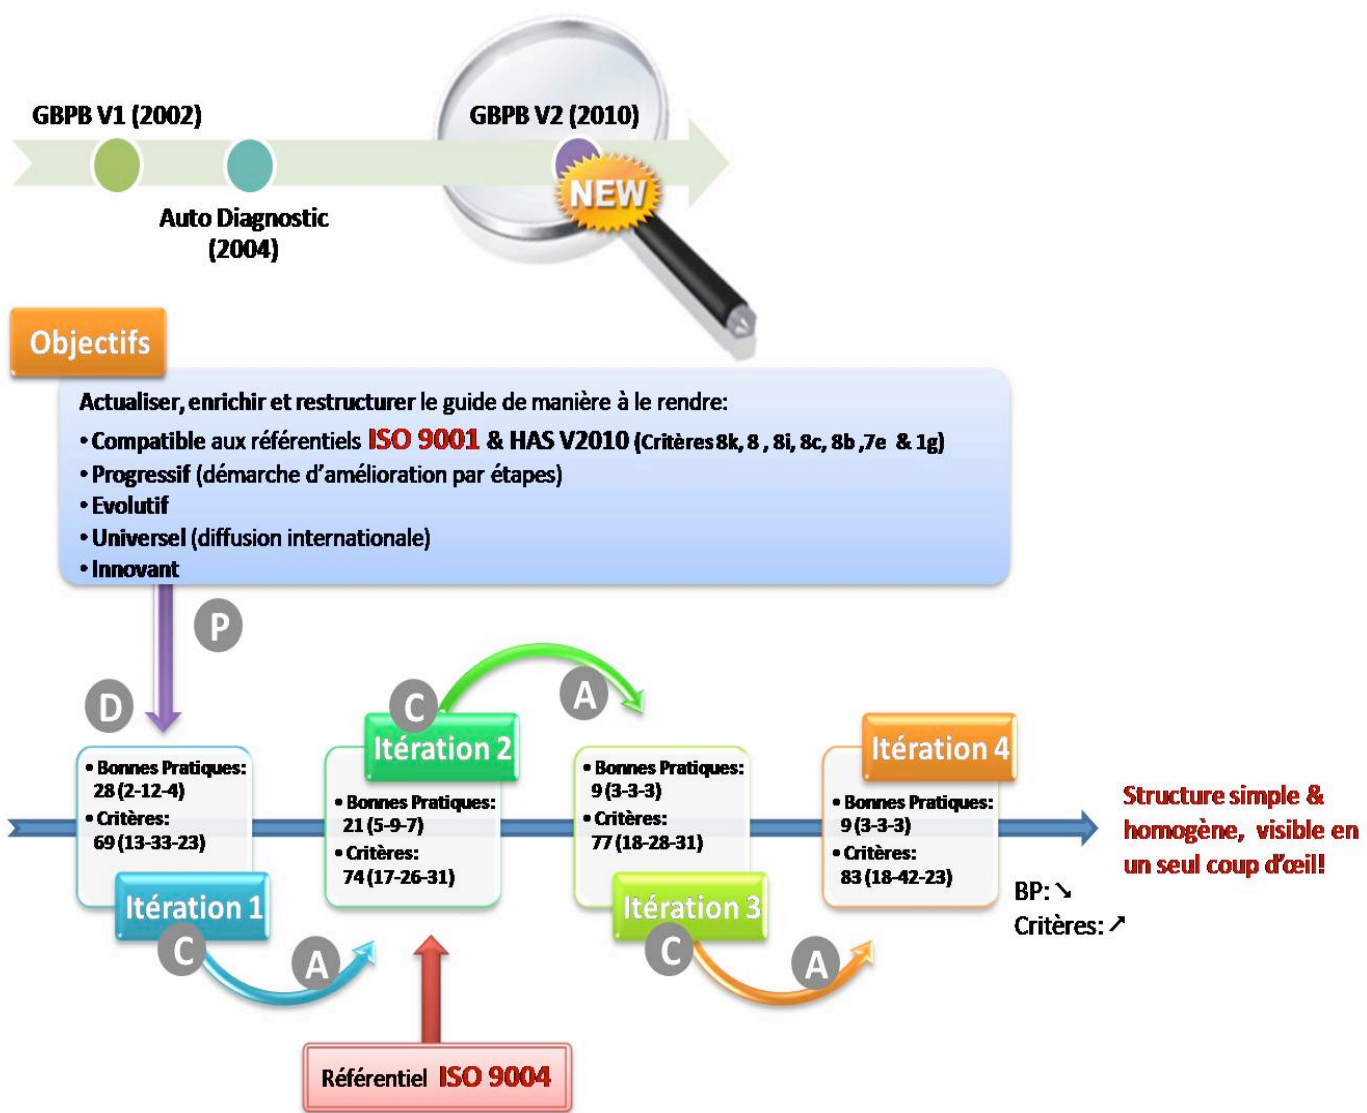 GBPB V1 (2002)
GBPB V2 (2010)
NEW
Auto Diagnostic
(2004)
Objectifs
Actualiser, enrichir et restructurer le guide de manière à le rendre:
• Compatible aux référentiels ISO 9001 & HAS V2010 (Critères 8k, 8 , 8i, 8c, 8b ,7e & 1g)
• Progressif (démarche d'amélioration par étapes)
• Evolutif
• Universel (diffusion internationale)
• Innovant
P
D
C
A
• Bonnes Pratiques:
28 (2-12-4)
• Critères:
69 (13-33-23)
Itération 1
C
A
Itération 2
• Bonnes Pratiques:
21 (5-9-7)
• Critères:
74 (17-26-31)
• Bonnes Pratiques:
9 (3-3-3)
• Critères:
77 (18-28-31)
Itération 3
C
A
Itération 4
• Bonnes Pratiques:
9 (3-3-3)
• Critères:
83 (18-42-23)
BP: ↘
Critères: ↗
Structure simple &
homogène, visible en
un seul coup d'œil!
Référentiel ISO 9004